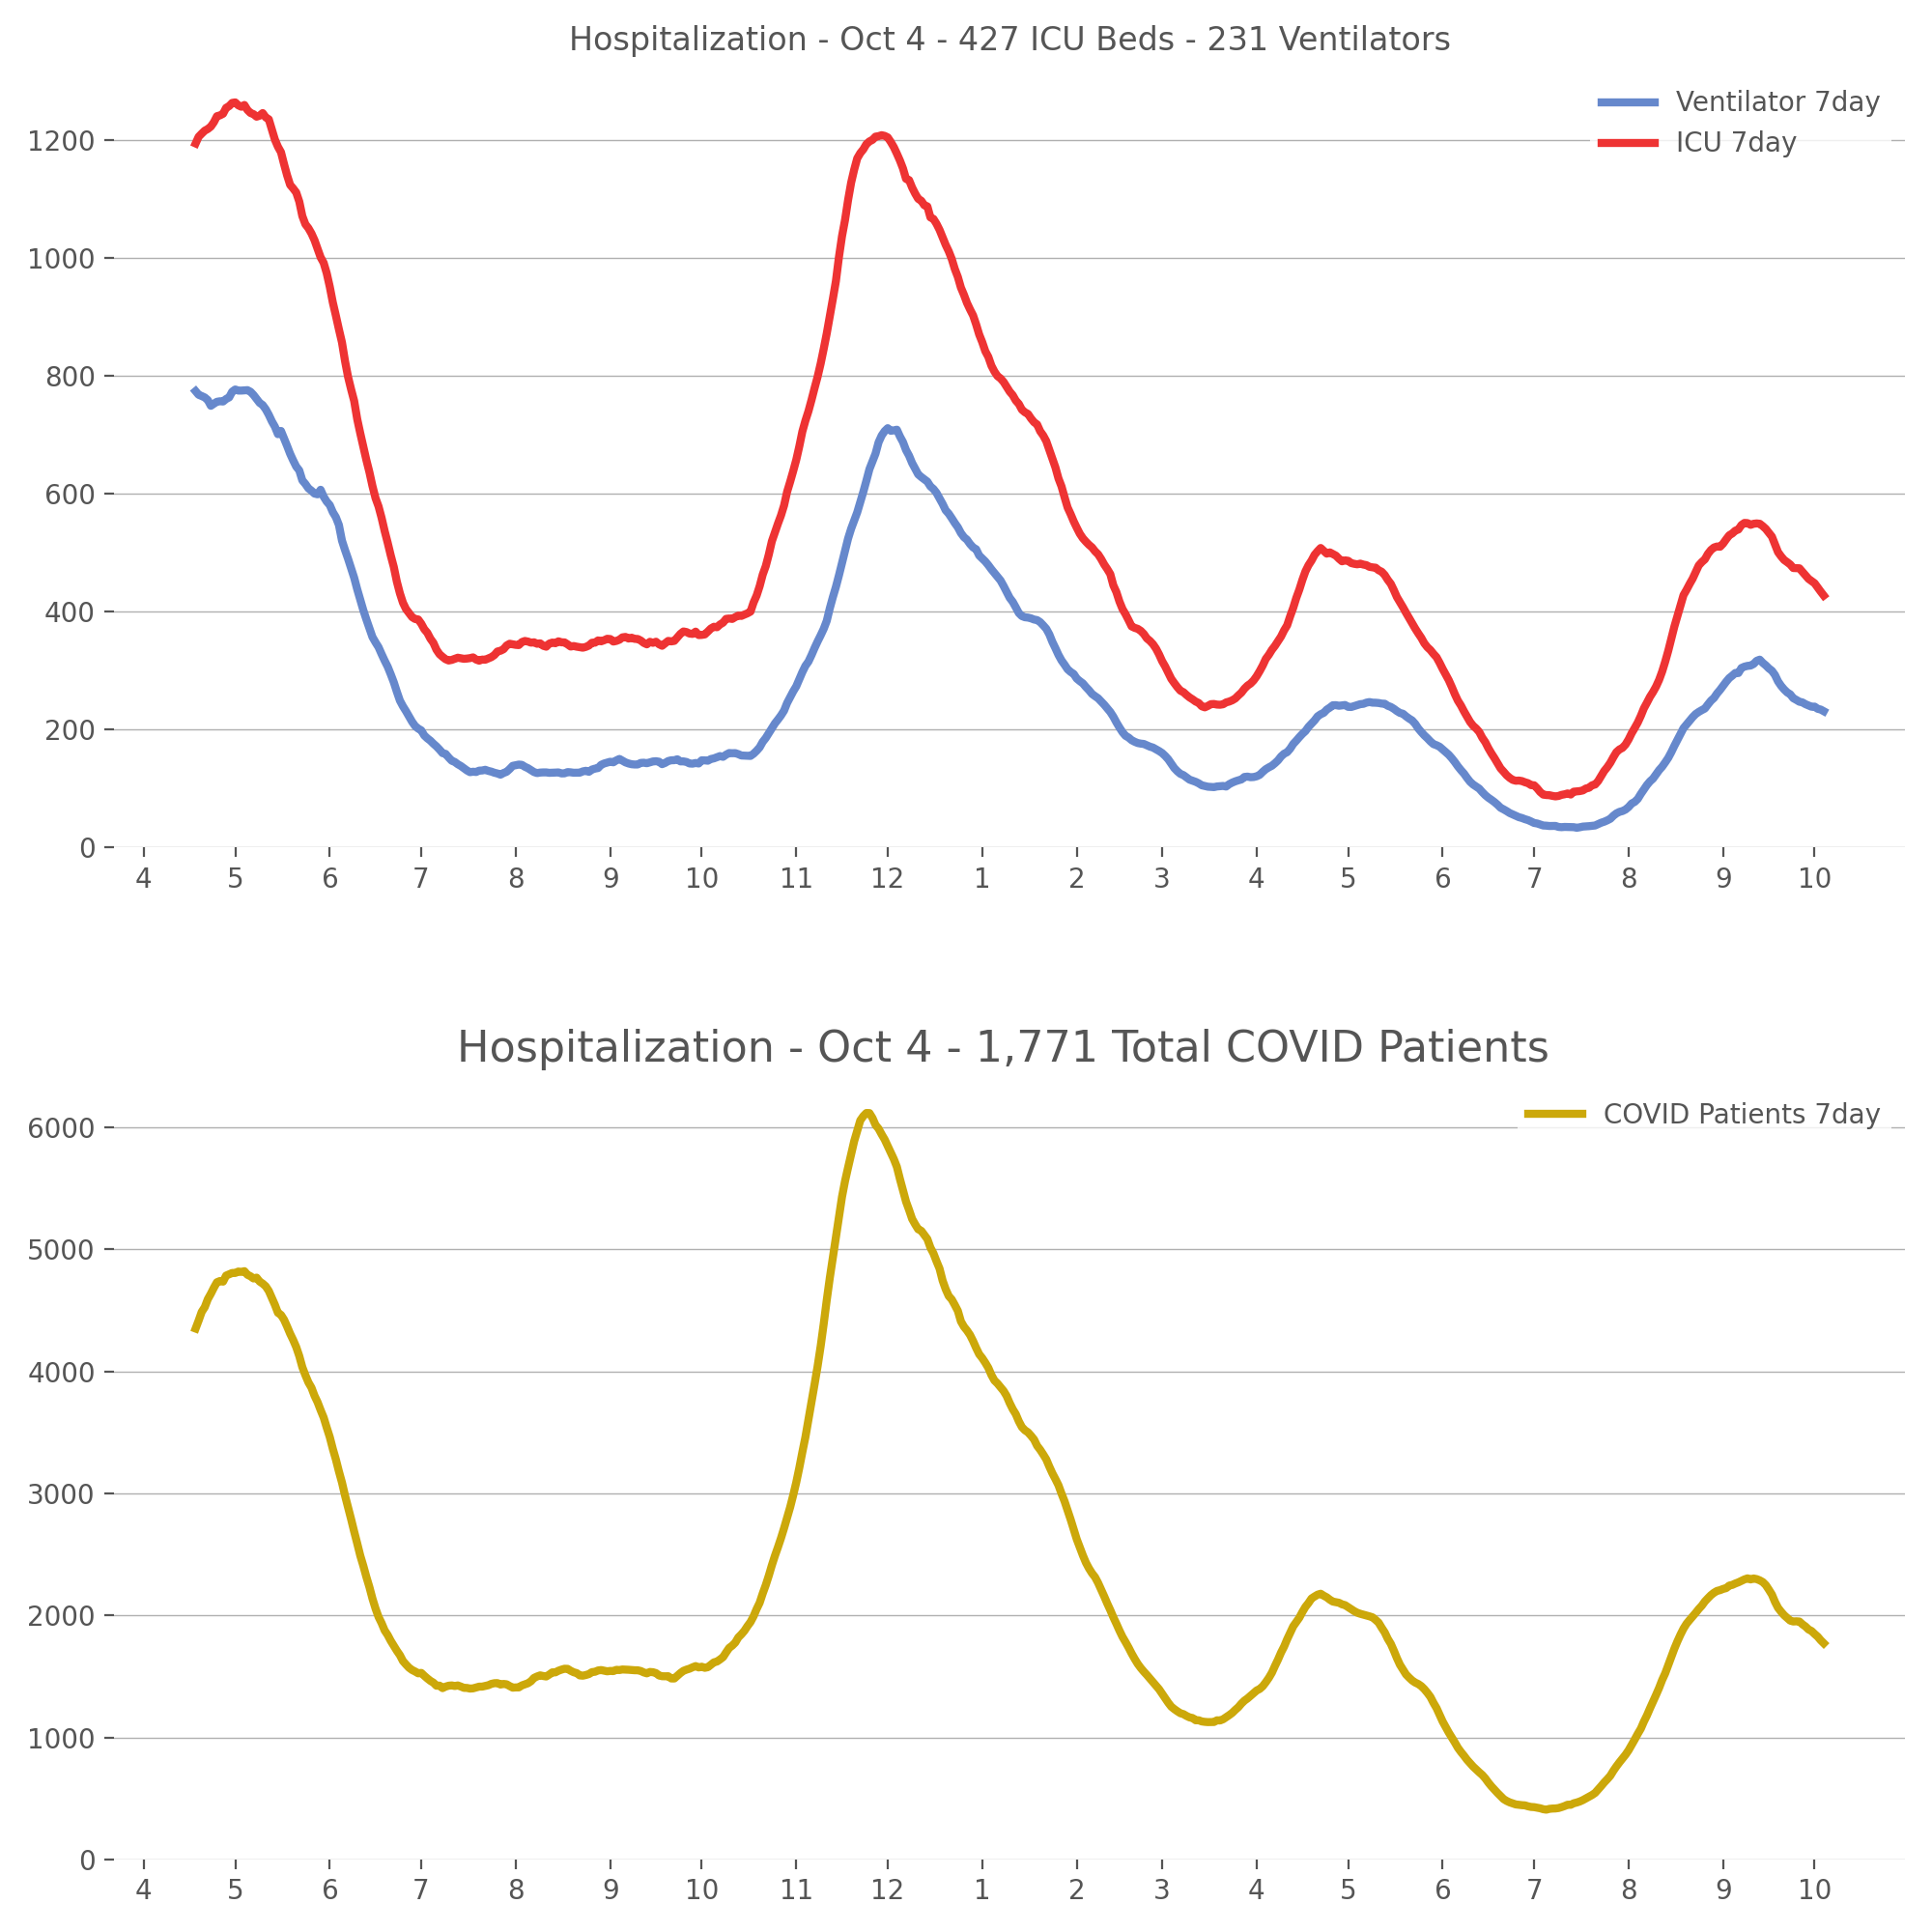 Hospitalization - Oct 4 - 427 ICU Beds - 231 Ventilators
Ventilator 7day
ICU 7day
1200
1000
800
600
400
200
0
4 5 6 7 8 9 10 11 12 1 2 3 4 5 6 7 8 9 10
Hospitalization - Oct 4 - 1,771 Total COVID Patients
COVID Patients 7day
6000
5000
4000
3000
2000
1000
0
4 5 6 7 8 9 10 11 12 1 2 3 4 5 6 7 8 9 10